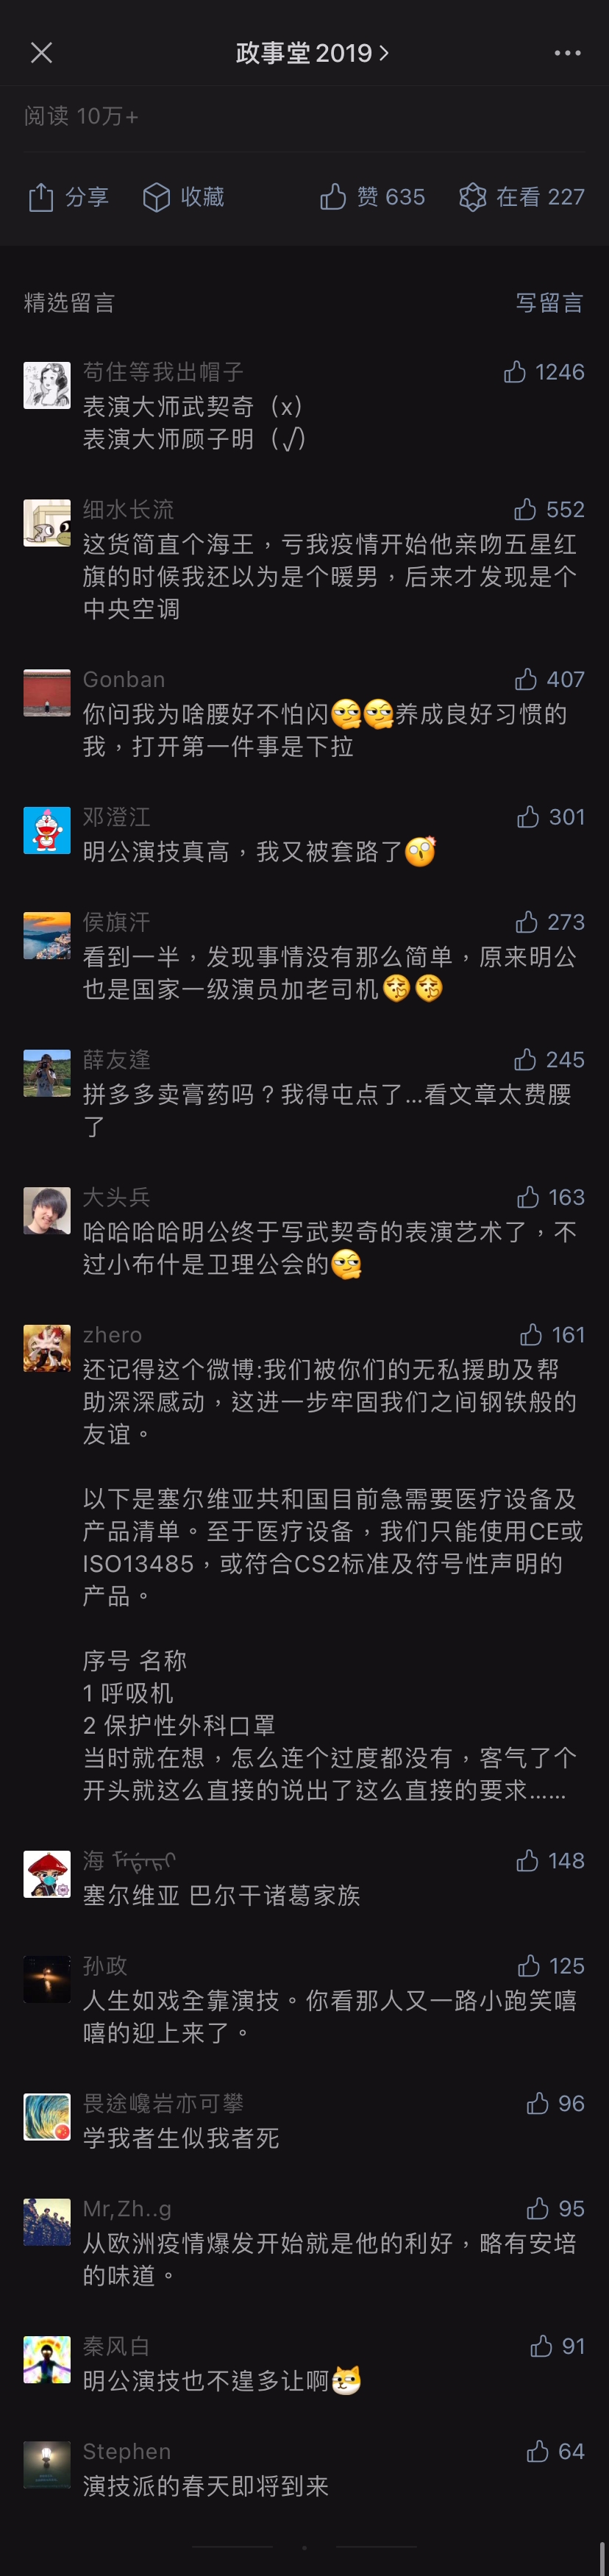 政事堂2019
阅读 10万+
分享 收藏 赞 635 在看 227
精选留言 写留言
苟住等我出帽子 1246
表演大师武契奇（x）
表演大师顾子明（√）
细水长流 552
这货简直个海王，亏我疫情开始他亲吻五星红
旗的时候我还以为是个暖男，后来才发现是个
中央空调
Gonban 407
你问我为啥腰好不怕闪🤔🤔养成良好习惯的
我，打开第一件事是下拉
邓澄江 301
明公演技真高，我又被套路了
侯旗汗 273
看到一半，发现事情没有那么简单，原来明公
也是国家一级演员加老司机
薛友逢 245
拼多多卖膏药吗？我得屯点了...看文章太费腰
了
大头兵 163
哈哈哈哈明公终于写武契奇的表演艺术了，不
过小布什是卫理公会的🤔
zhero 161
还记得这个微博:我们被你们的无私援助及帮
助深深感动，这进一步牢固我们之间钢铁般的
友谊。
以下是塞尔维亚共和国目前急需要医疗设备及
产品清单。至于医疗设备，我们只能使用CE或
ISO13485，或符合CS2标准及符号性声明的
产品。
序号 名称
1 呼吸机
2 保护性外科口罩
当时就在想，怎么连个过度都没有，客气了个
开头就这么直接的说出了这么直接的要求……
海 148
塞尔维亚 巴尔干诸葛家族
孙政 125
人生如戏全靠演技。你看那人又一路小跑笑嘻
嘻的迎上来了。
畏途巉岩亦可攀 96
学我者生似我者死
Mr,Zh..g 95
从欧洲疫情爆发开始就是他的利好，略有安培
的味道。
秦风白 91
明公演技也不遑多让啊
Stephen 64
演技派的春天即将到来